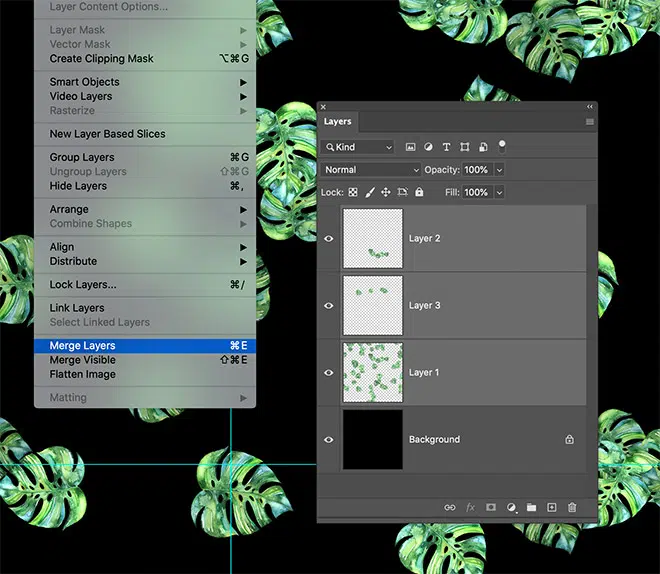 Layer Content Options...
Layer Mask
Vector Mask
Create Clipping Mask ⌥⌘G
Smart Objects
Video Layers
Rasterize
New Layer Based Slices
Group Layers ⌘G
Ungroup Layers ⇧⌘G
Hide Layers ⌘,
Arrange
Combine Shapes
Align
Distribute
Lock Layers... ⌘/
Link Layers
Select Linked Layers
Merge Layers ⌘E
Merge Visible ⇧⌘E
Flatten Image
Matting
Layers
Kind
Normal Opacity: 100%
Lock: Fill: 100%
Layer 2
Layer 3
Layer 1
Background
fx